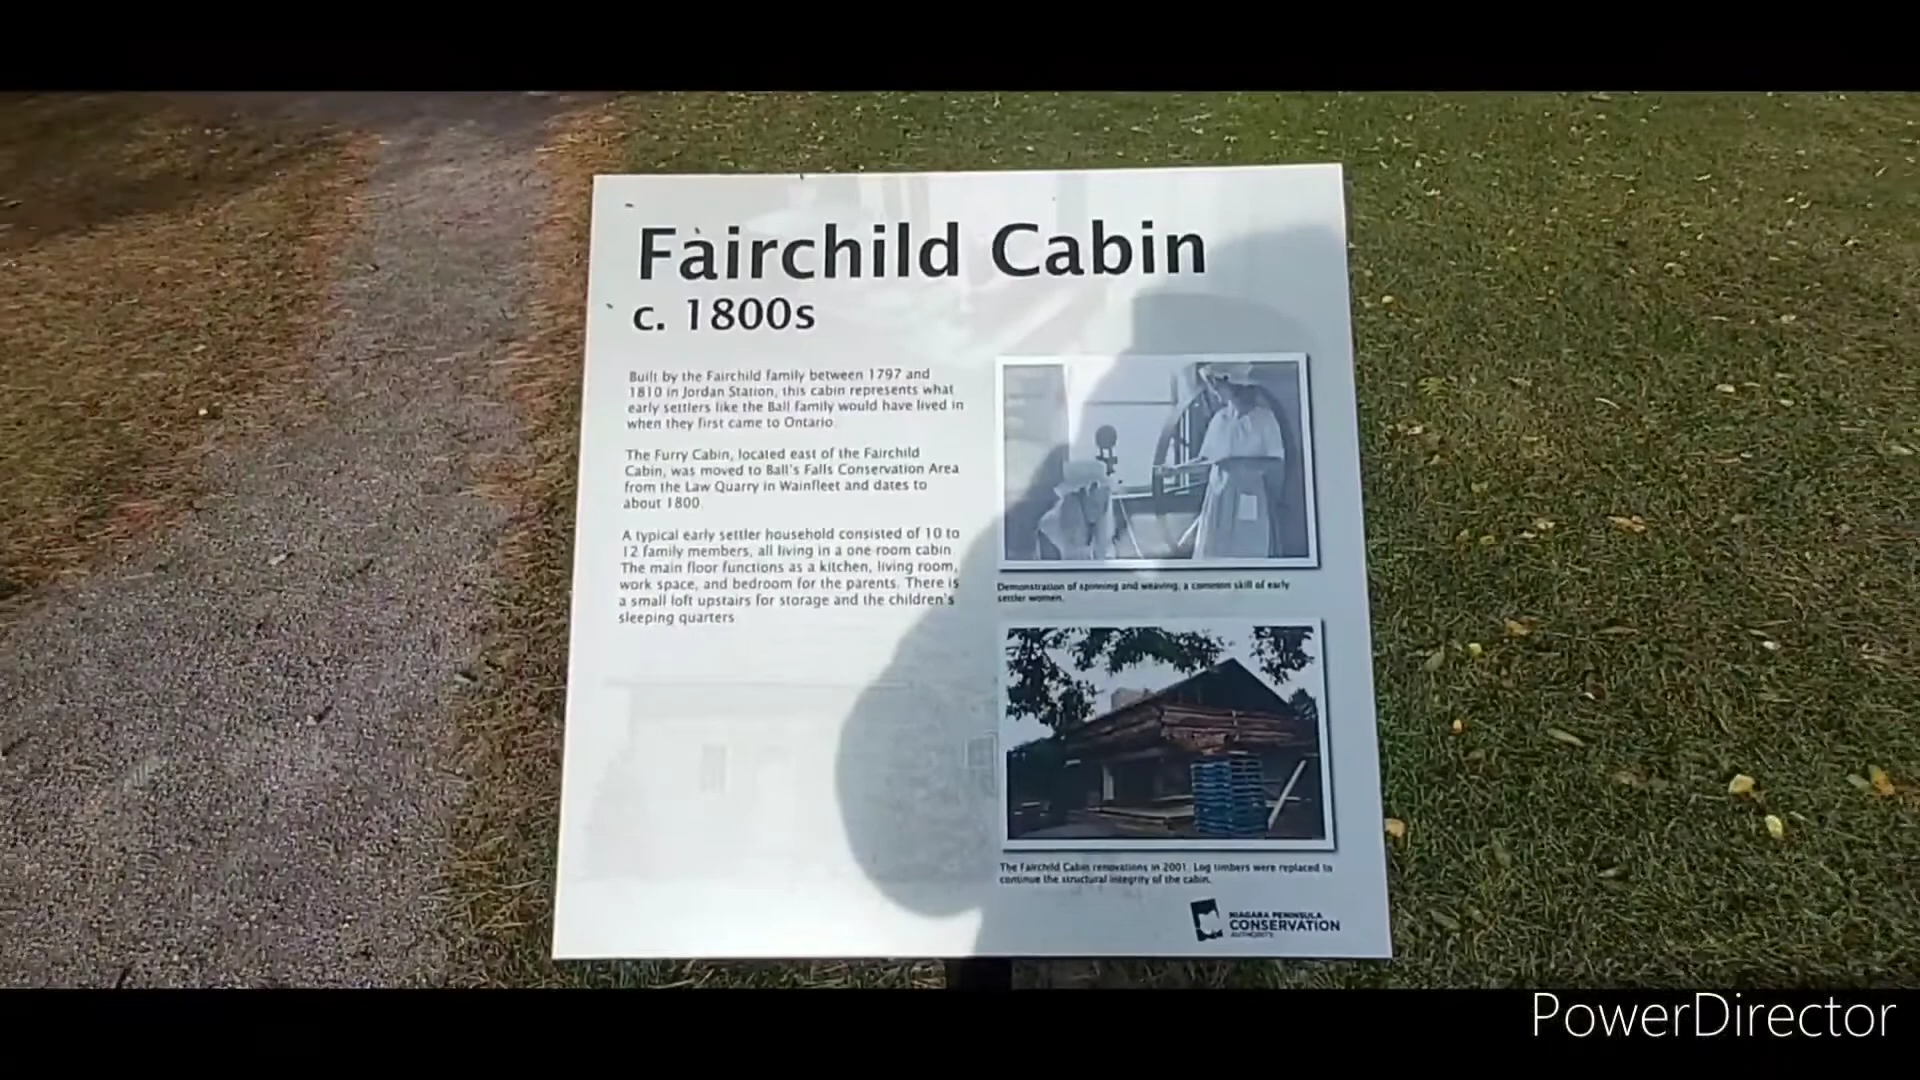 Fairchild Cabin
c. 1800s
Built by the Fairchild family between 1797 and
1810 in Jordan Station, this cabin represents what
early settlers like the Ball family would have lived in
when they first came to Ontario.
The Furry Cabin, located east of the Fairchild
Cabin, was moved to Ball's Falls Conservation Area
from the Law Quarry in Wainfleet and dates to
about 1800.
A typical early settler household consisted of 10 to
12 family members, all living in a one room cabin.
The main floor functions as a kitchen, living room,
work space, and bedroom for the parents. There is
a small loft upstairs for storage and the children's
sleeping quarters.
Demonstration of spinning and weaving, a common skill of early
settler women.
The Fairchild Cabin renovations in 2001. Log timbers were replaced to
continue the structural integrity of the cabin.
NIAGARA PENINSULA
CONSERVATION
AUTHORITY
PowerDirector